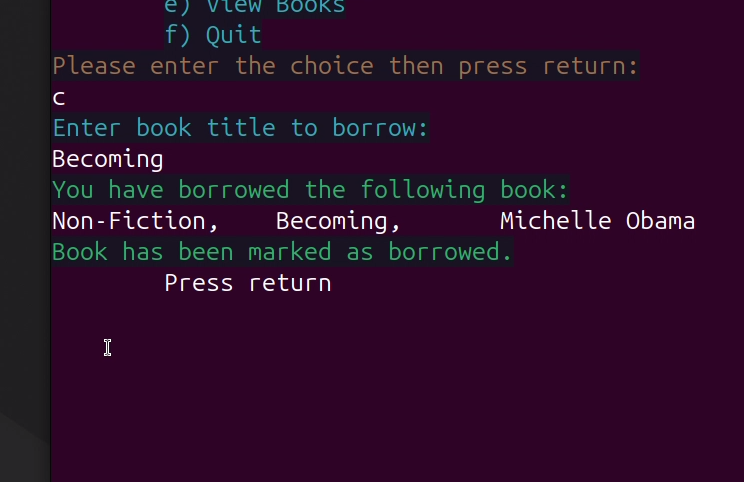 e) View Books
f) Quit
Please enter the choice then press return:
c
Enter book title to borrow:
Becoming
You have borrowed the following book:
Non-Fiction,    Becoming,       Michelle Obama
Book has been marked as borrowed.
Press return